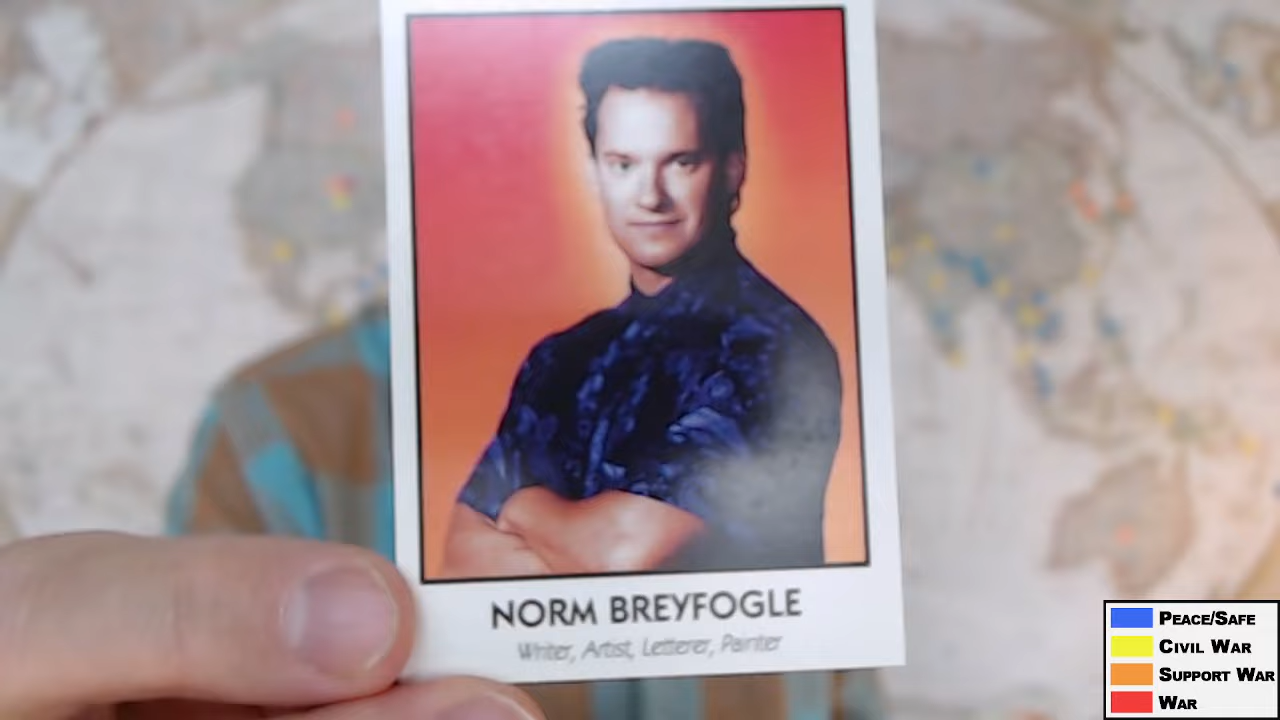 NORM BREYFOGLE
Writer, Artist, Letterer, Painter
PEACE/SAFE
CIVIL WAR
SUPPORT WAR
WAR